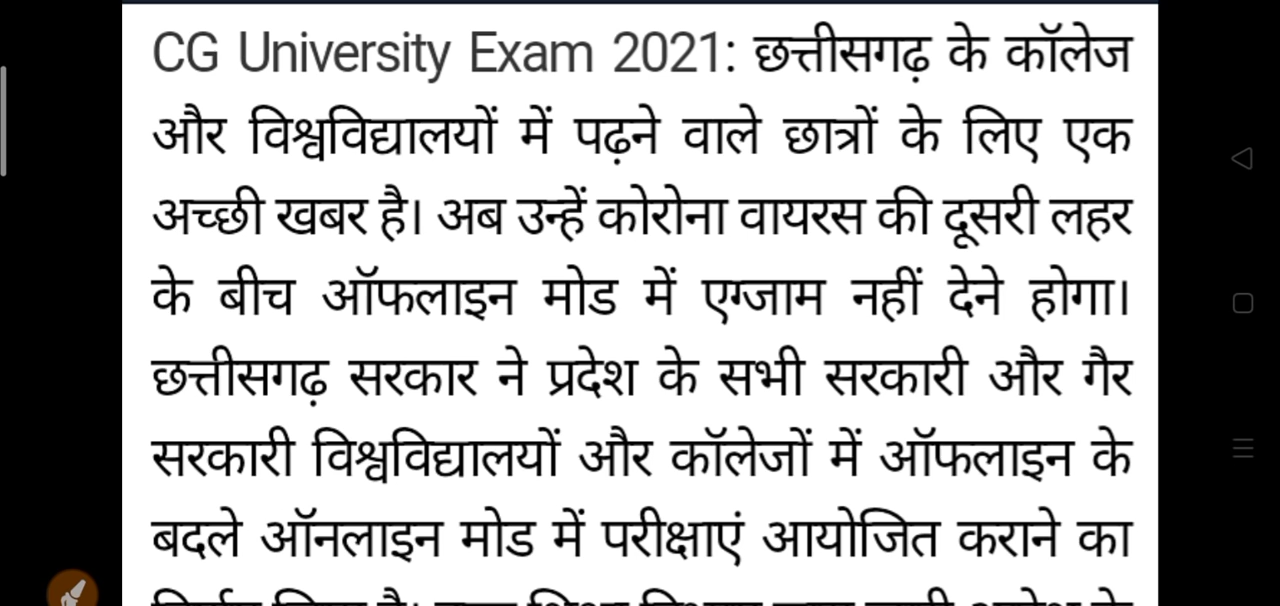 CG University Exam 2021: छत्तीसगढ़ के कॉलेज
और विश्वविद्यालयों में पढ़ने वाले छात्रों के लिए एक
अच्छी खबर है। अब उन्हें कोरोना वायरस की दूसरी लहर
के बीच ऑफलाइन मोड में एग्जाम नहीं देने होगा।
छत्तीसगढ़ सरकार ने प्रदेश के सभी सरकारी और गैर
सरकारी विश्वविद्यालयों और कॉलेजों में ऑफलाइन के
बदले ऑनलाइन मोड में परीक्षाएं आयोजित कराने का